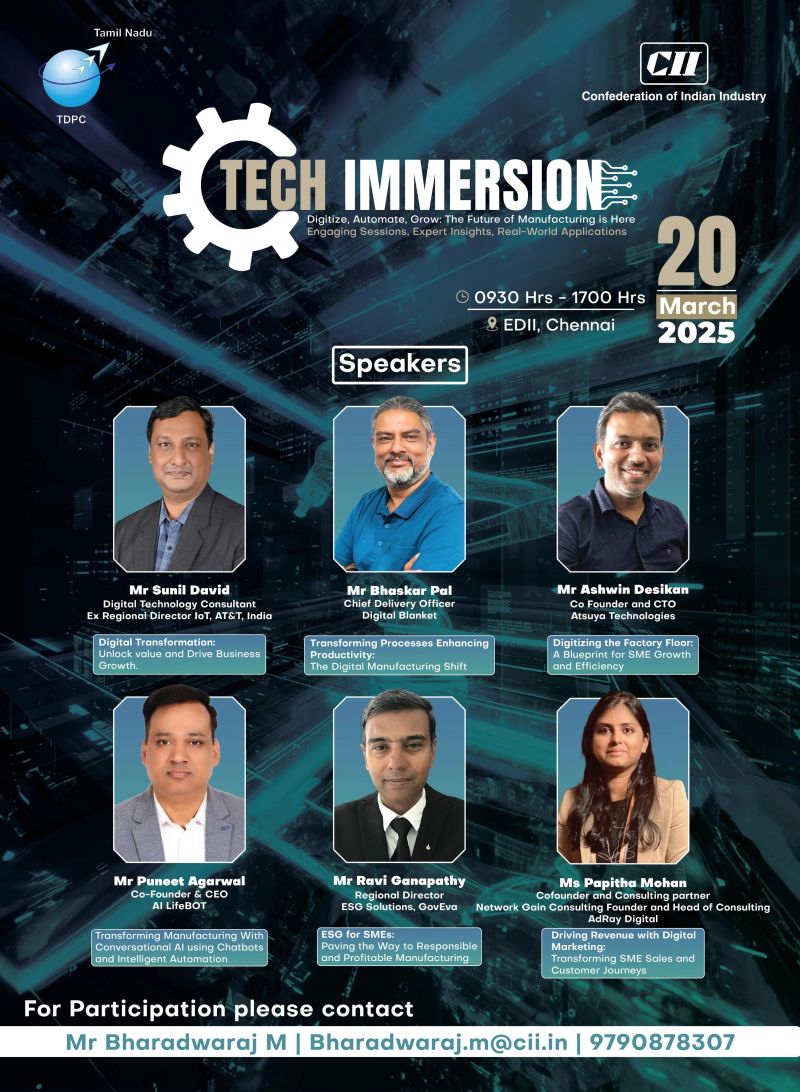 Tamil Nadu
TDPC
CII
Confederation of Indian Industry
TECH IMMERSION
Digitize, Automate, Grow: The Future of Manufacturing is Here
Engaging Sessions, Expert Insights, Real-World Applications
20
March
2025
0930 Hrs - 1700 Hrs
EDII, Chennai
Speakers
Mr Sunil David
Digital Technology Consultant
Ex Regional Director IoT, AT&T, India
Digital Transformation:
Unlock value and Drive Business
Growth.
Mr Bhaskar Pal
Chief Delivery Officer
Digital Blanket
Transforming Processes Enhancing
Productivity:
The Digital Manufacturing Shift
Mr Ashwin Desikan
Co Founder and CTO
Atsuya Technologies
Digitizing the Factory Floor:
A Blueprint for SME Growth
and Efficiency
Mr Puneet Agarwal
Co-Founder & CEO
AI LifeBOT
Transforming Manufacturing With
Conversational AI using Chatbots
and Intelligent Automation
Mr Ravi Ganapathy
Regional Director
ESG Solutions, GovEva
ESG for SMEs:
Paving the Way to Responsible
and Profitable Manufacturing
Ms Papitha Mohan
Cofounder and Consulting partner
Network Gain Consulting Founder and Head of Consulting
AdRay Digital
Driving Revenue with Digital
Marketing:
Transforming SME Sales and
Customer Journeys
For Participation please contact
Mr Bharadwaraj M | Bharadwaraj.m@cii.in | 9790878307